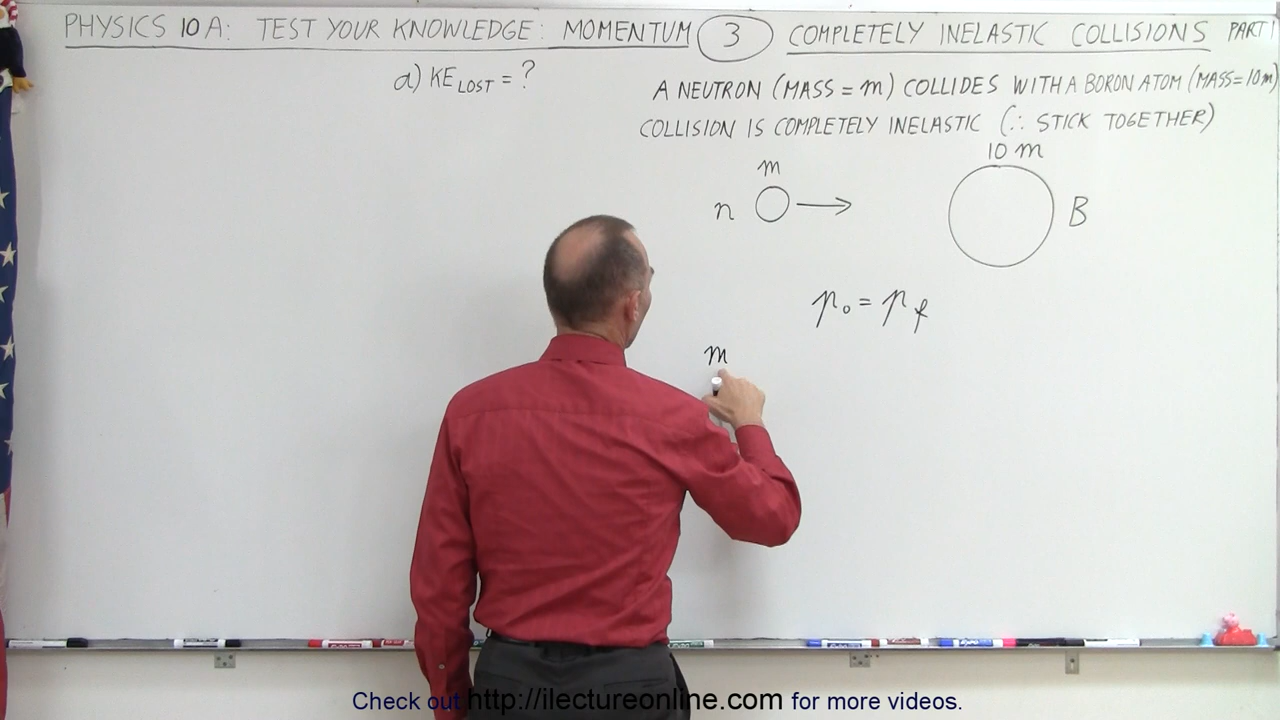 PHYSICS 10A: TEST YOUR KNOWLEDGE: MOMENTUM 3 COMPLETELY INELASTIC COLLISIONS PART 1
a) KE LOST = ?
A NEUTRON (MASS = m) COLLIDES WITH A BORON ATOM (MASS=10m)
COLLISION IS COMPLETELY INELASTIC (∴ STICK TOGETHER)
m
10 m
n
B
p₀ = p f
m
Check out http://ilectureonline.com for more videos.